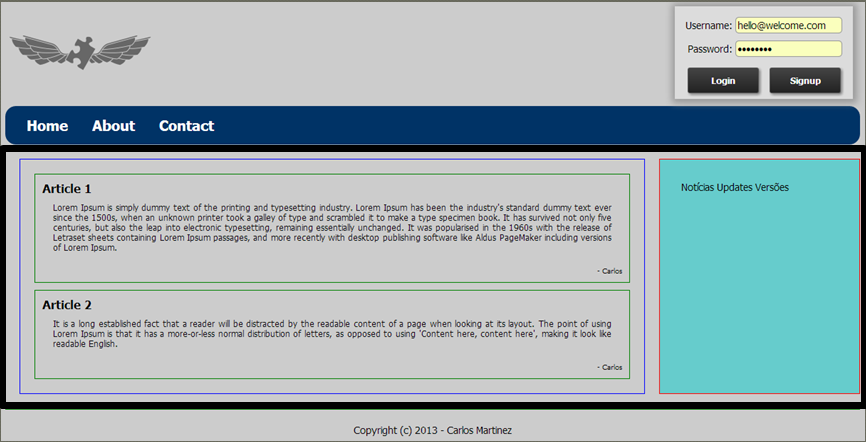 Username: hello@welcome.com
Password: ••••••••
Login Signup
Home About Contact
Article 1
Lorem Ipsum is simply dummy text of the printing and typesetting industry. Lorem Ipsum has been the industry's standard dummy text ever
since the 1500s, when an unknown printer took a galley of type and scrambled it to make a type specimen book. It has survived not only five
centuries, but also the leap into electronic typesetting, remaining essentially unchanged. It was popularised in the 1960s with the release of
Letraset sheets containing Lorem Ipsum passages, and more recently with desktop publishing software like Aldus PageMaker including versions
of Lorem Ipsum.
- Carlos
Article 2
It is a long established fact that a reader will be distracted by the readable content of a page when looking at its layout. The point of using
Lorem Ipsum is that it has a more-or-less normal distribution of letters, as opposed to using 'Content here, content here', making it look like
readable English.
- Carlos
Notícias Updates Versões
Copyright (c) 2013 - Carlos Martinez